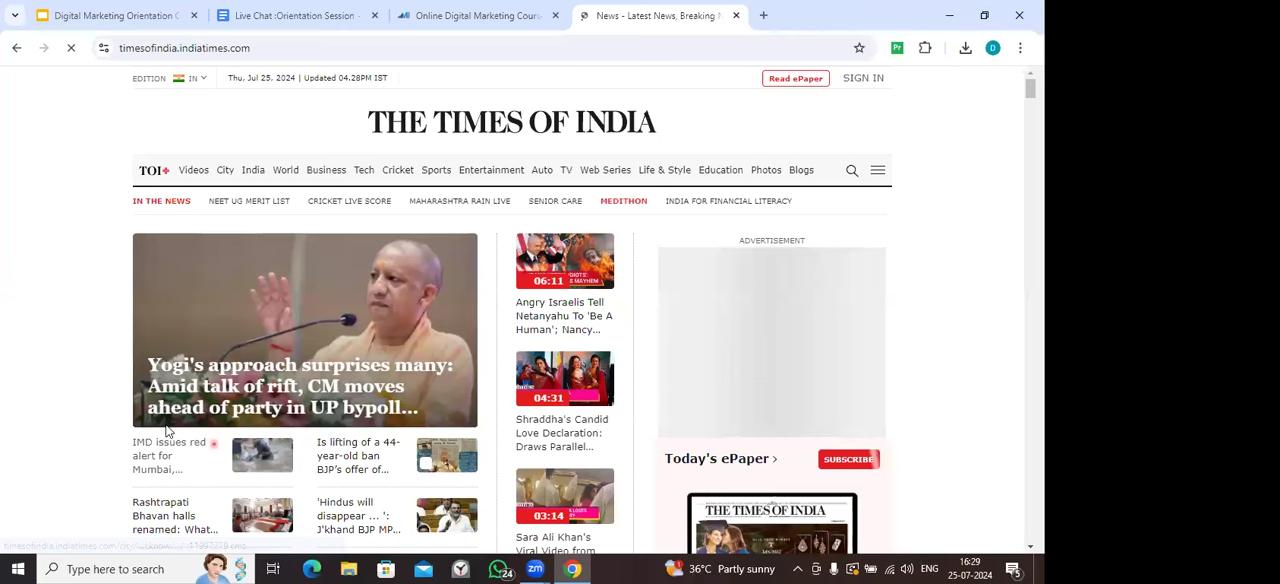 Digital Marketing Orientation C
Live Chat :Orientation Session -
Online Digital Marketing Cours
News - Latest News, Breaking N
timesofindia.indiatimes.com
Pr
D
EDITION IN
Thu, Jul 25, 2024 | Updated 04.28PM IST
Read ePaper
SIGN IN
THE TIMES OF INDIA
TOI+ Videos City India World Business Tech Cricket Sports Entertainment Auto TV Web Series Life & Style Education Photos Blogs
IN THE NEWS NEET UG MERIT LIST CRICKET LIVE SCORE MAHARASHTRA RAIN LIVE SENIOR CARE MEDITHON INDIA FOR FINANCIAL LITERACY
Yogi's approach surprises many:
Amid talk of rift, CM moves
ahead of party in UP bypoll...
IMD issues red
alert for
Mumbai,...
Is lifting of a 44-
year-old ban
BJP's offer of...
Rashtrapati
Bhavan halls
renamed: What...
'Hindus will
disappear ... ':
BJP MP...
06:11
Angry Israelis Tell
Netanyahu To 'Be A
Human'; Nancy...
04:31
Shraddha's Candid
Love Declaration:
Draws Parallel...
03:14
Sara Ali Khan's
Viral Video from
ADVERTISEMENT
Today's ePaper >
SUBSCRIBE
THE TIMES OF INDIA
Type here to search
24
zm
36°C Partly sunny
ENG
16:29
25-07-2024
5